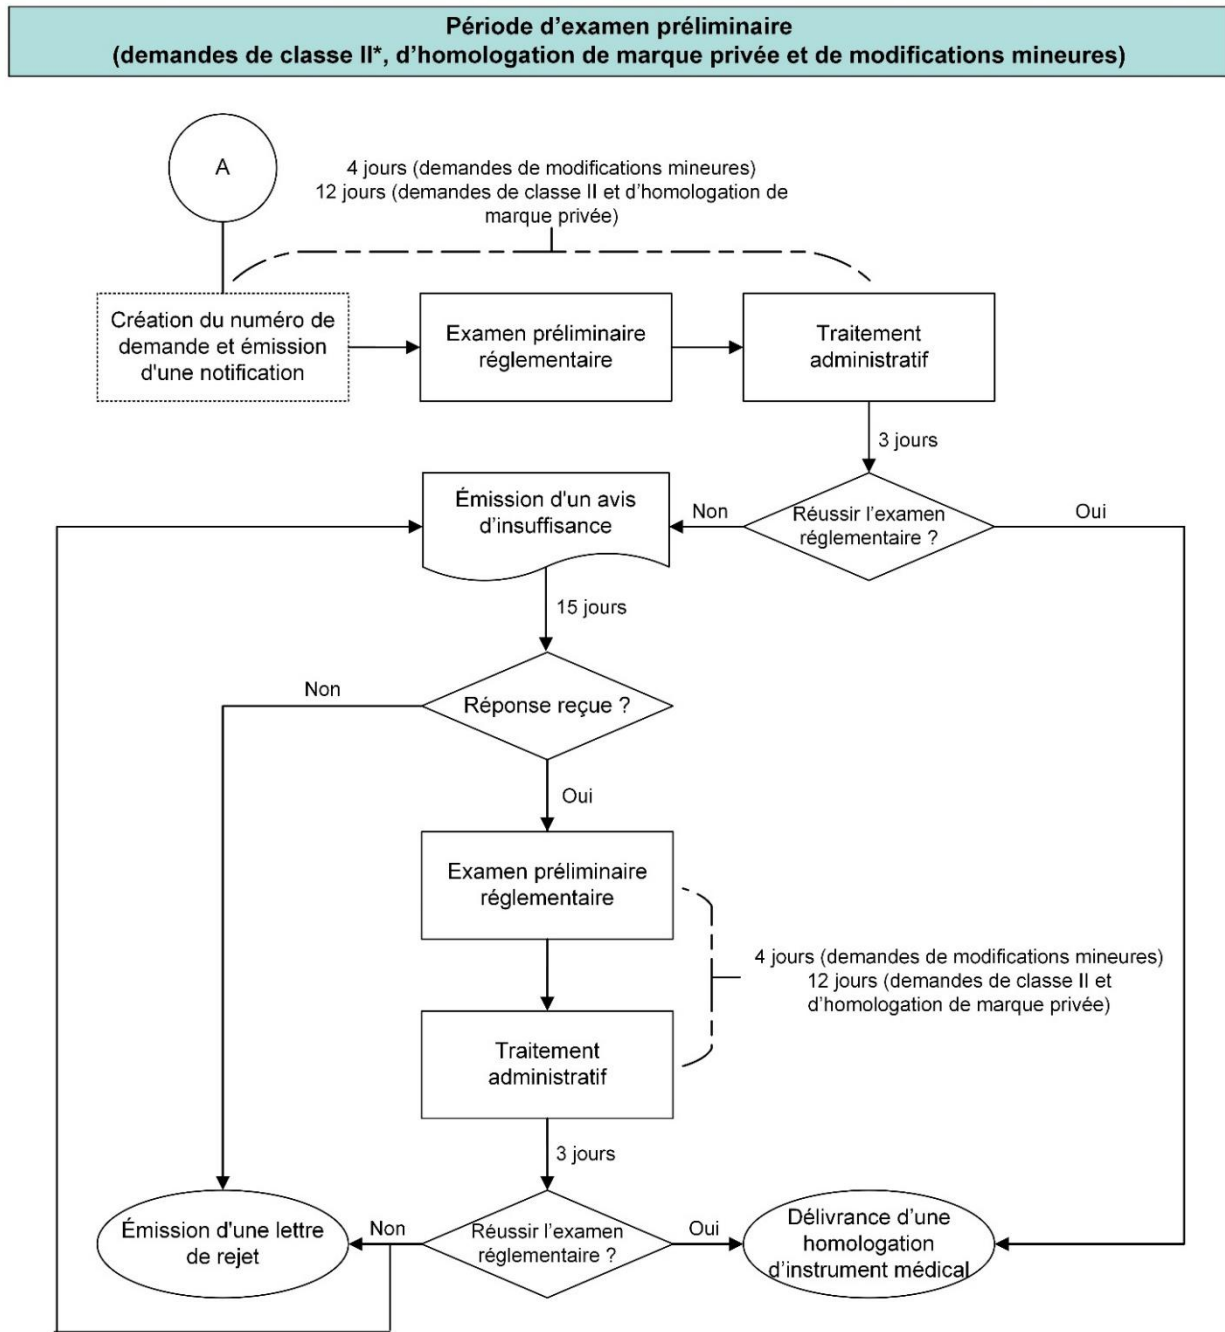 Période d'examen préliminaire
(demandes de classe II*, d'homologation de marque privée et de modifications mineures)
A
4 jours (demandes de modifications mineures)
12 jours (demandes de classe II et d'homologation de
marque privée)
Création du numéro de
demande et émission
d'une notification
Examen préliminaire
réglementaire
Traitement
administratif
3 jours
Émission d'un avis
d'insuffisance
Non
Réussir l'examen
réglementaire ?
Oui
15 jours
Non
Réponse reçue ?
Oui
Examen préliminaire
réglementaire
4 jours (demandes de modifications mineures)
12 jours (demandes de classe II et
d'homologation de marque privée)
Traitement
administratif
3 jours
Émission d'une lettre
de rejet
Non
Réussir l'examen
réglementaire ?
Oui
Délivrance d'une
homologation
d'instrument médical